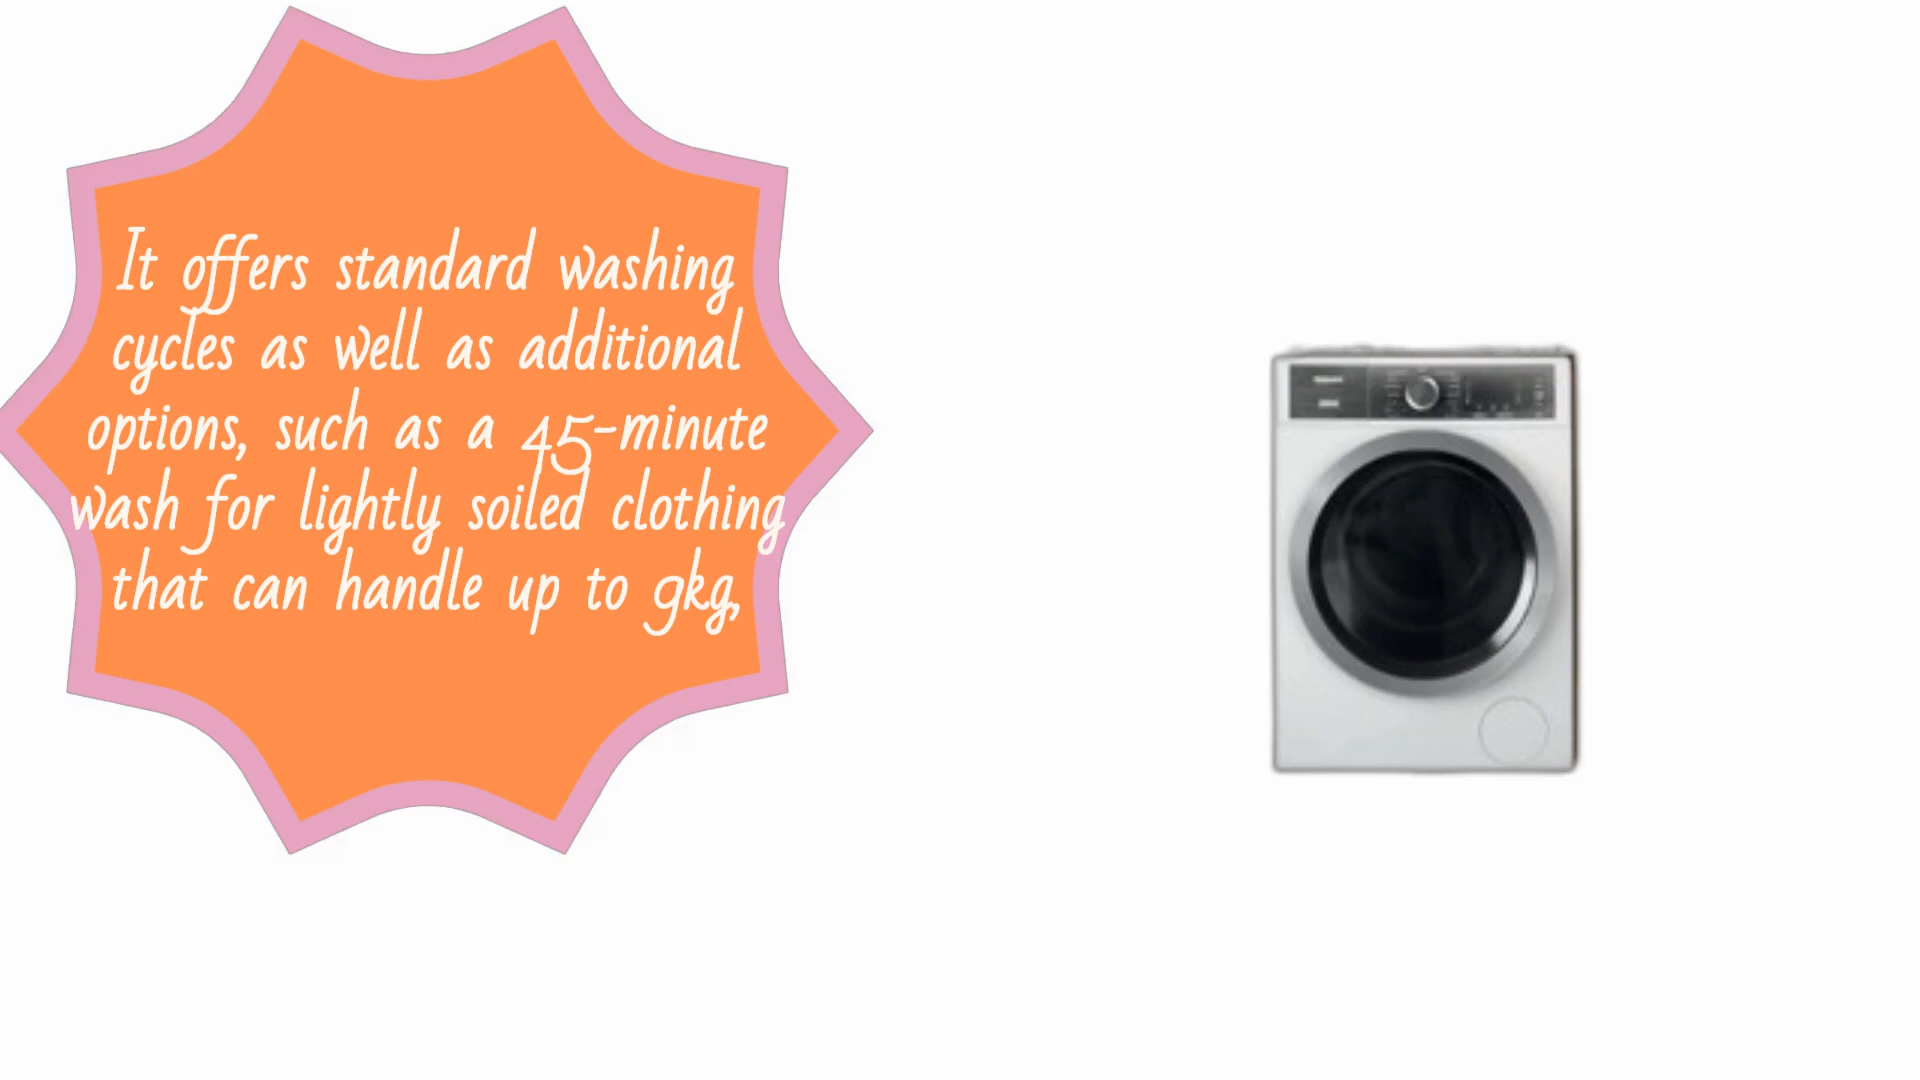 It offers standard washing
cycles as well as additional
options, such as a 45-minute
wash for lightly soiled clothing
that can handle up to 9kg,